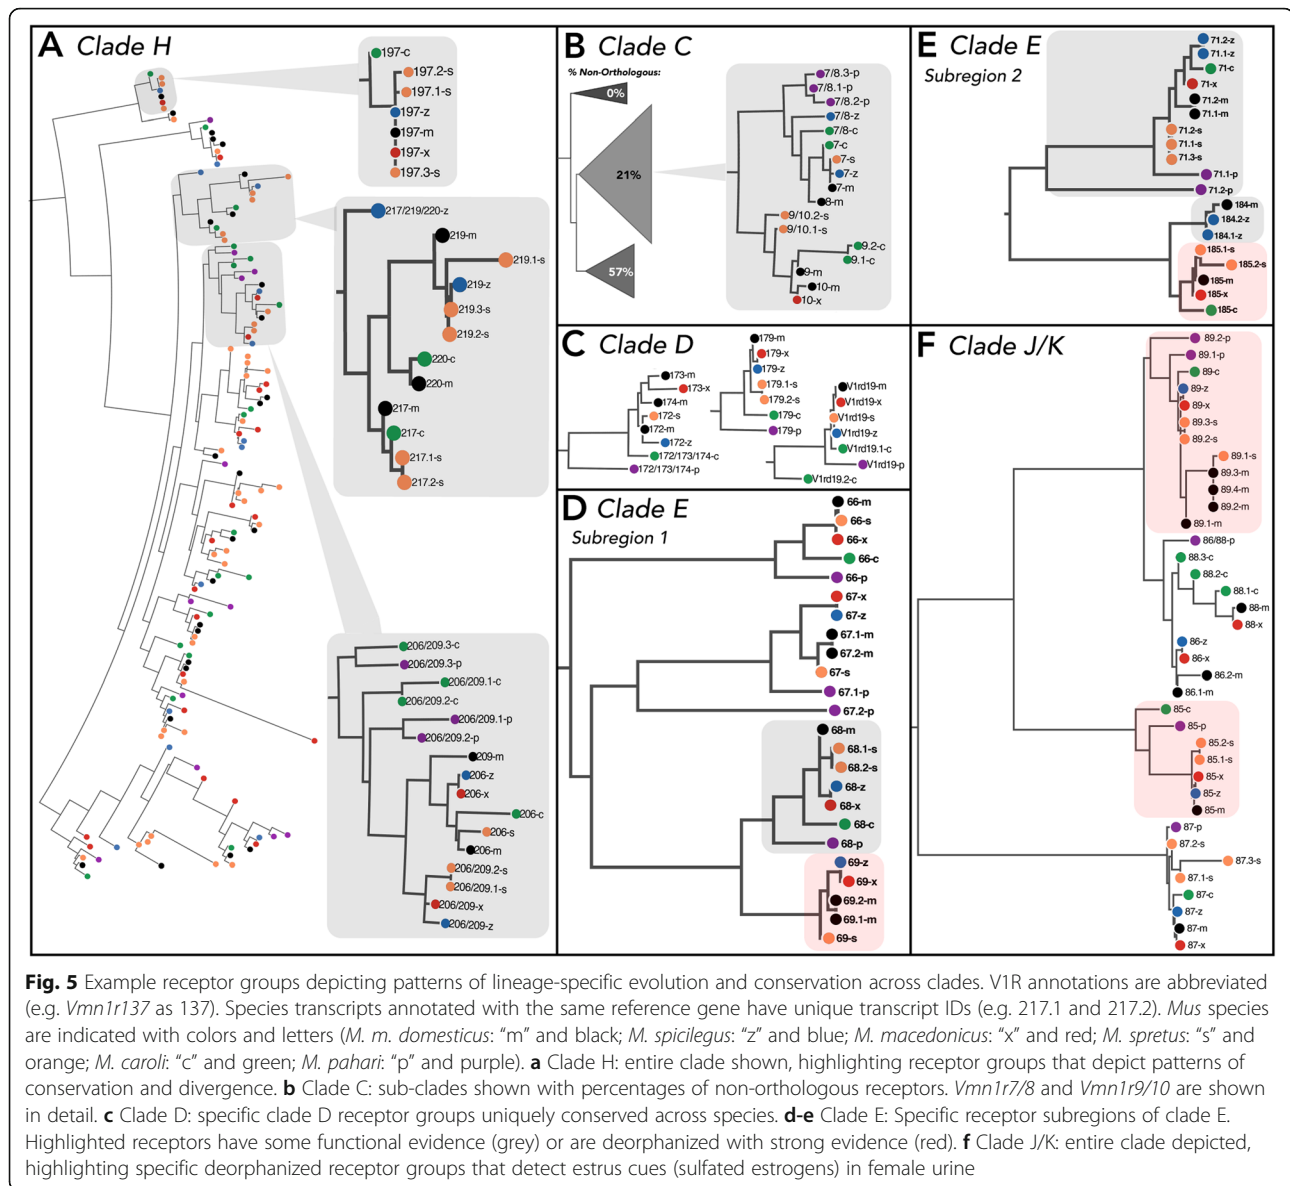 A Clade H
197-c
197.2-s
197.1-s
197-z
197-m
197-x
197.3-s
217/219/220-z
219-m
219.1-s
219-z
219.3-s
219.2-s
220-c
220-m
217-m
217-c
217.1-s
217.2-s
206/209.3-c
206/209.3-p
206/209.1-c
206/209.2-c
206/209.1-p
206/209.2-p
209-m
206-z
206-x
206-c
206-s
206-m
206/209.2-s
206/209.1-s
206/209-x
206/209-z
B Clade C
% Non-Orthologous:
0%
21%
57%
7/8.3-p
7/8.1-p
7/8.2-p
7/8-z
7/8-c
7-c
7-s
7-z
7-m
8-m
9/10.2-s
9/10.1-s
9.2-c
9.1-c
9-m
10-m
10-x
C Clade D
173-m
173-x
174-m
172-s
172-m
172-z
172/173/174-c
172/173/174-p
179-m
179-x
179-z
179.1-s
179.2-s
179-c
179-p
V1rd19-m
V1rd19-x
V1rd19-s
V1rd19-z
V1rd19.1-c
V1rd19-p
V1rd19.2-c
D Clade E
Subregion 1
66-m
66-s
66-x
66-c
66-p
67-x
67-z
67.1-m
67.2-m
67-s
67.1-p
67.2-p
68-m
68.1-s
68.2-s
68-z
68-x
68-c
68-p
69-z
69-x
69.2-m
69.1-m
69-s
E Clade E
Subregion 2
71.2-z
71.1-z
71-c
71-x
71.2-m
71.1-m
71.2-s
71.1-s
71.3-s
71.1-p
71.2-p
184-m
184.2-z
184.1-z
185.1-s
185.2-s
185-m
185-x
185-c
F Clade J/K
89.2-p
89.1-p
89-c
89-z
89-x
89.3-s
89.2-s
89.1-s
89.3-m
89.4-m
89.2-m
89.1-m
86/88-p
88.3-c
88.2-c
88.1-c
88-m
88-x
86-z
86-x
86.2-m
86.1-m
85-c
85-p
85.2-s
85.1-s
85-x
85-z
85-m
87-p
87.2-s
87.3-s
87.1-s
87-c
87-z
87-m
87-x
Fig. 5 Example receptor groups depicting patterns of lineage-specific evolution and conservation across clades. V1R annotations are abbreviated
(e.g. Vmn1r137 as 137). Species transcripts annotated with the same reference gene have unique transcript IDs (e.g. 217.1 and 217.2). Mus species
are indicated with colors and letters (M. m. domesticus: “m” and black; M. spicilegus: “z” and blue; M. macedonicus: “x” and red; M. spretus: “s” and
orange; M. caroli: “c” and green; M. pahari: “p” and purple). a Clade H: entire clade shown, highlighting receptor groups that depict patterns of
conservation and divergence. b Clade C: sub-clades shown with percentages of non-orthologous receptors. Vmn1r7/8 and Vmn1r9/10 are shown
in detail. c Clade D: specific clade D receptor groups uniquely conserved across species. d-e Clade E: Specific receptor subregions of clade E.
Highlighted receptors have some functional evidence (grey) or are deorphanized with strong evidence (red). f Clade J/K: entire clade depicted,
highlighting specific deorphanized receptor groups that detect estrus cues (sulfated estrogens) in female urine